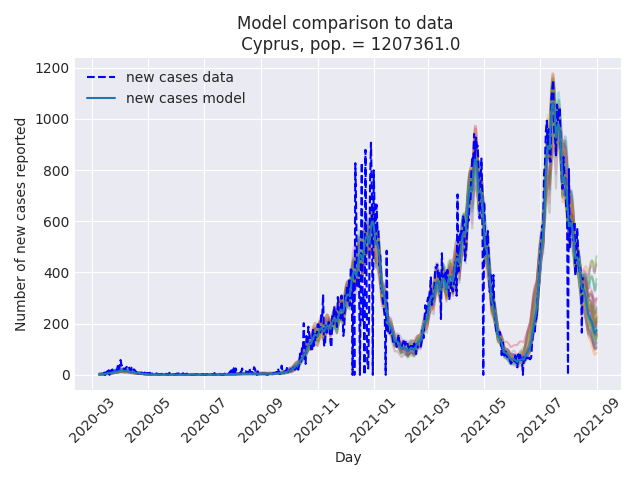 Model comparison to data
Cyprus, pop. = 1207361.0
new cases data
new cases model
Number of new cases reported
1200
1000
800
600
400
200
0
2020-03
2020-05
2020-07
2020-09
2020-11
2021-01
2021-03
2021-05
2021-07
2021-09
Day